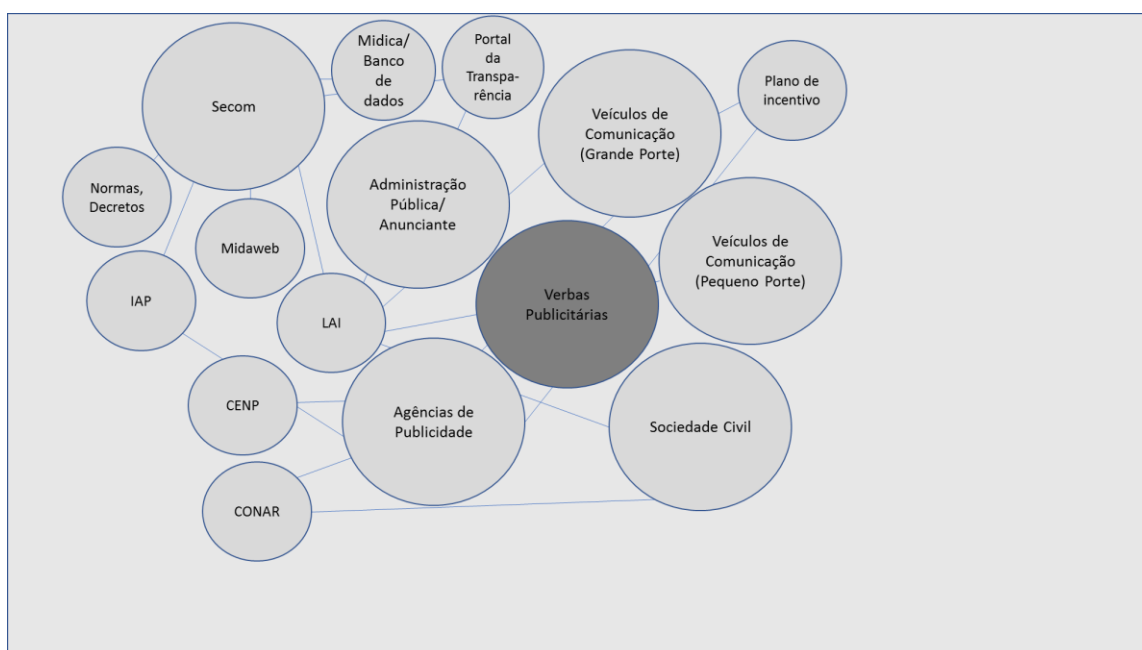 Secom
Midica/
Banco
de
dados
Portal
da
Transpa-
rência
Veículos de
Comunicação
(Grande Porte)
Plano de
incentivo
Normas,
Decretos
Administração
Pública/
Anunciante
Midaweb
Veículos de
Comunicação
(Pequeno Porte)
IAP
LAI
Verbas
Publicitárias
CENP
Agências de
Publicidade
Sociedade Civil
CONAR